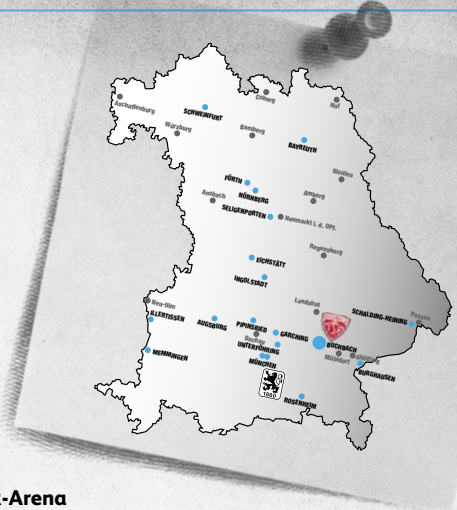 Aschaffenburg
SCHWEINFURT
Coburg
Hof
Würzburg
Bamberg
BAYREUTH
Weiden
FÜRTH
NÜRNBERG
Ansbach
Amberg
SELIGENPORTEN
Neumarkt i. d. OPf.
Regensburg
EICHSTÄTT
INGOLSTADT
Neu-Ulm
Landshut
ILLERTISSEN
AUGSBURG
PIPINSRIED
SCHALDING-HEINING
Passau
Dachau
GARCHING
UNTERFÖHRING
BUCHBACH
MEMMINGEN
MÜNCHEN
Mühldorf
Altötting
BURGHAUSEN
1860
ROSENHEIM
-Arena